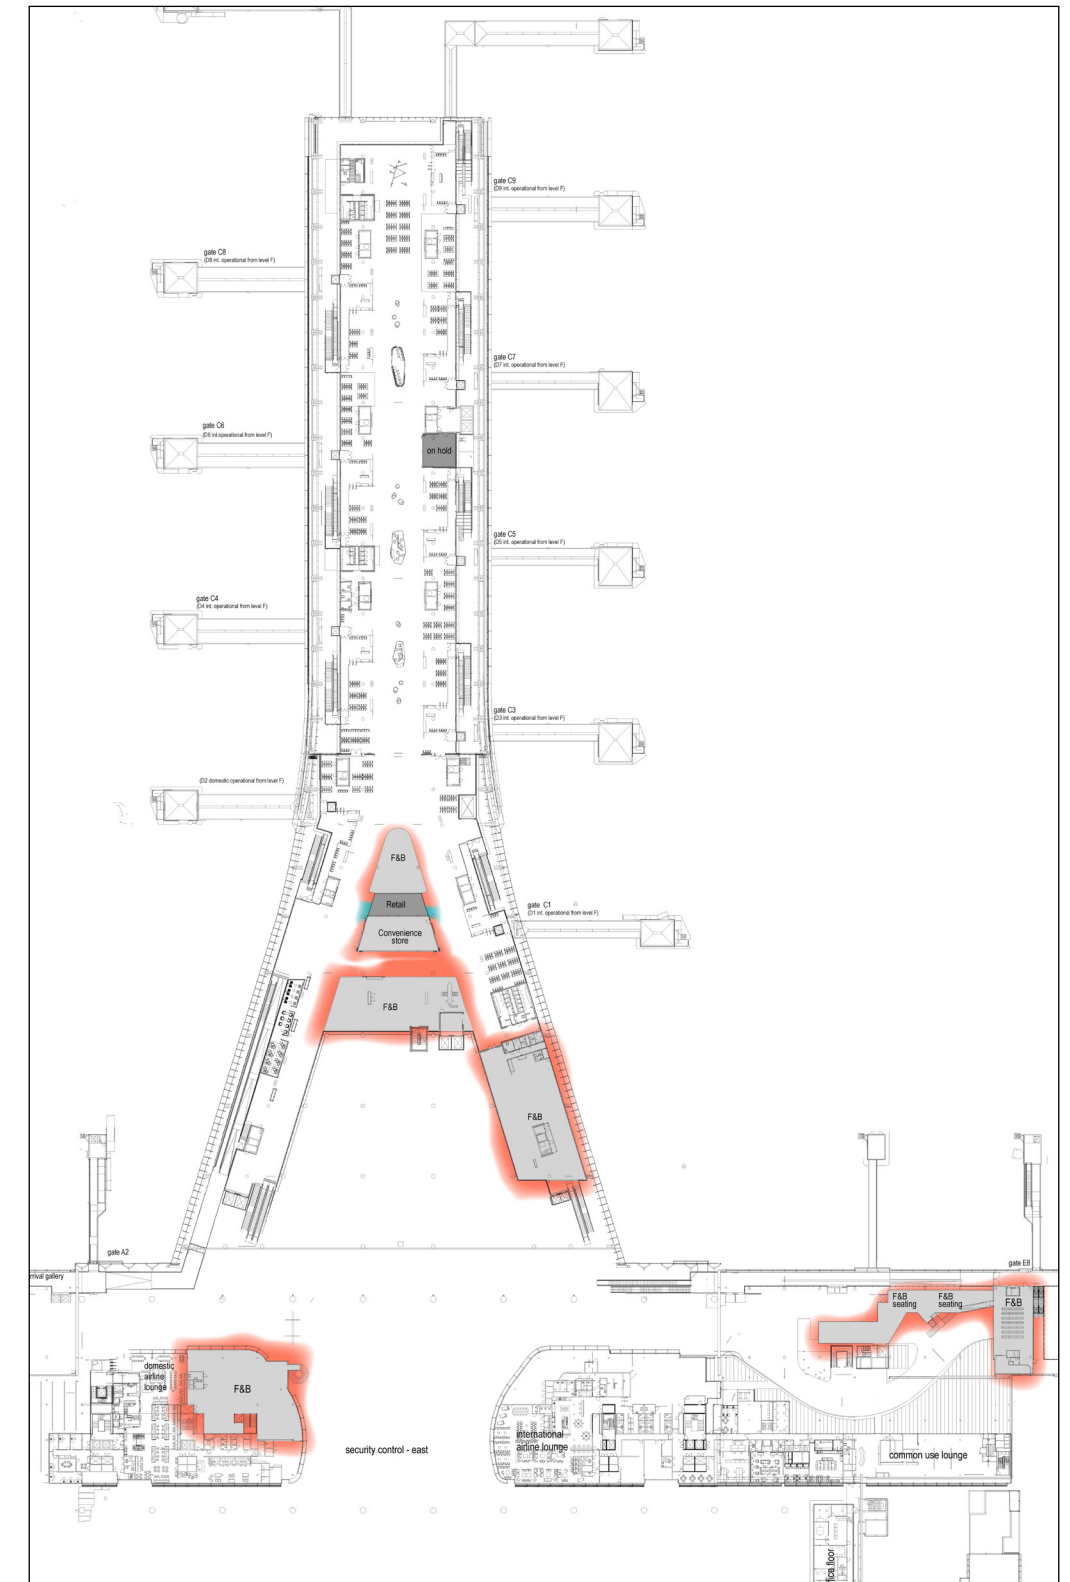 gate C9
(D9 int. operational from level F)
gate C8
(D8 int. operational from level F)
gate C7
(D7 int. operational from level F)
gate C6
(D6 int.operational from level F)
on hold
gate C5
(D5 int. operational from level F)
gate C4
(D4 int. operational from level F)
gate C3
(D3 int. operational from level F)
(D2 domestic operational from level F)
F&B
Retail
gate C1
(D1 int. operational from level F)
Convenience
store
F&B
F&B
gate A2
gate E8
rrival gallery
F&B
seating
F&B
seating
F&B
domestic
airline
lounge
F&B
security control - east
international
airline lounge
common use lounge
fice floor